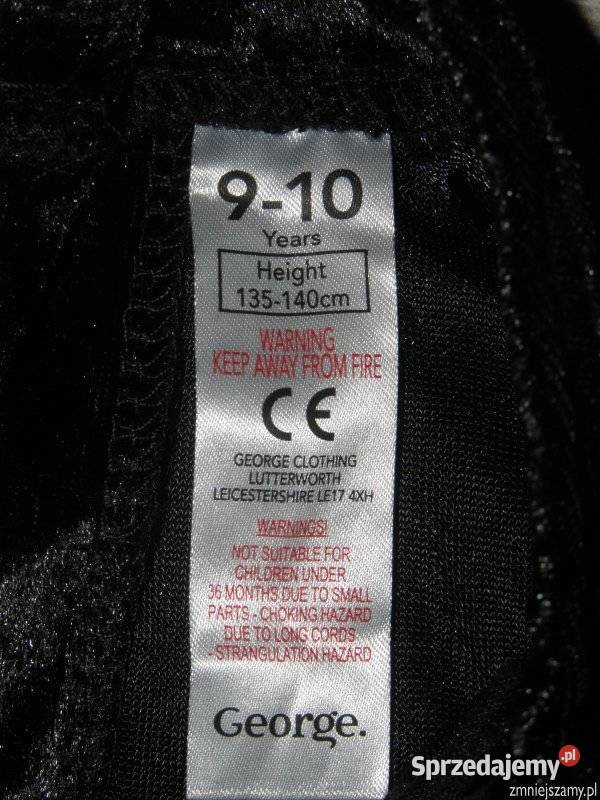 9-10
Years
Height
135-140cm
WARNING
KEEP AWAY FROM FIRE
CE
GEORGE CLOTHING
LUTTERWORTH
LEICESTERSHIRE LE17 4XH
WARNINGS!
NOT SUITABLE FOR
CHILDREN UNDER
36 MONTHS DUE TO SMALL
PARTS - CHOKING HAZARD
DUE TO LONG CORDS
- STRANGULATION HAZARD
George.
Sprzedajemy.pl
zmniejszamy.pl